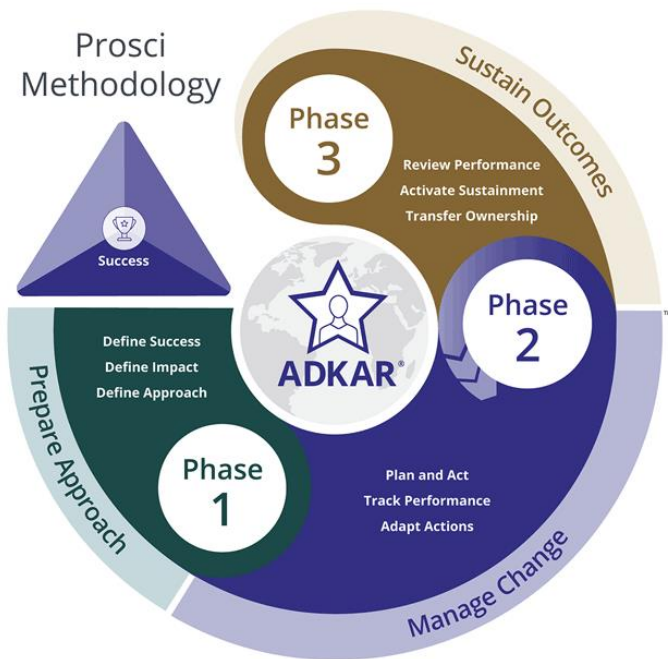 Prosci
Methodology
Success
Phase
1
Prepare Approach
Define Success
Define Impact
Define Approach
Phase
2
Manage Change
Plan and Act
Track Performance
Adapt Actions
Phase
3
Sustain Outcomes
Review Performance
Activate Sustainment
Transfer Ownership
ADKAR®